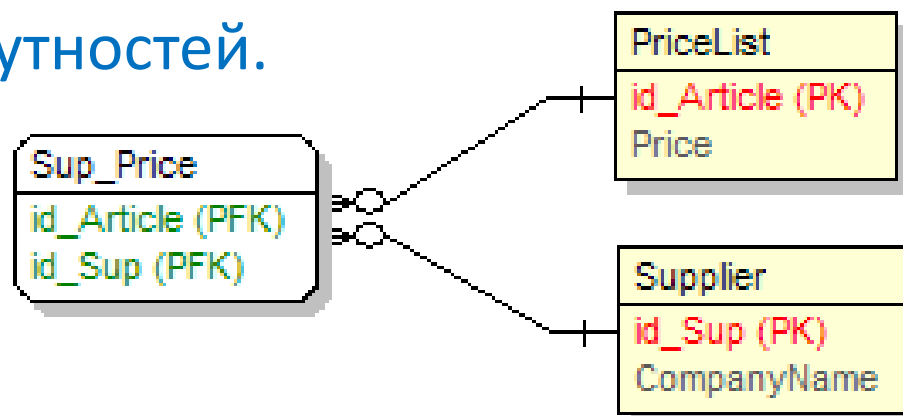 утностей.
Sup_Price
id_Article (PFK)
id_Sup (PFK)
PriceList
id_Article (PK)
Price
Supplier
id_Sup (PK)
CompanyName